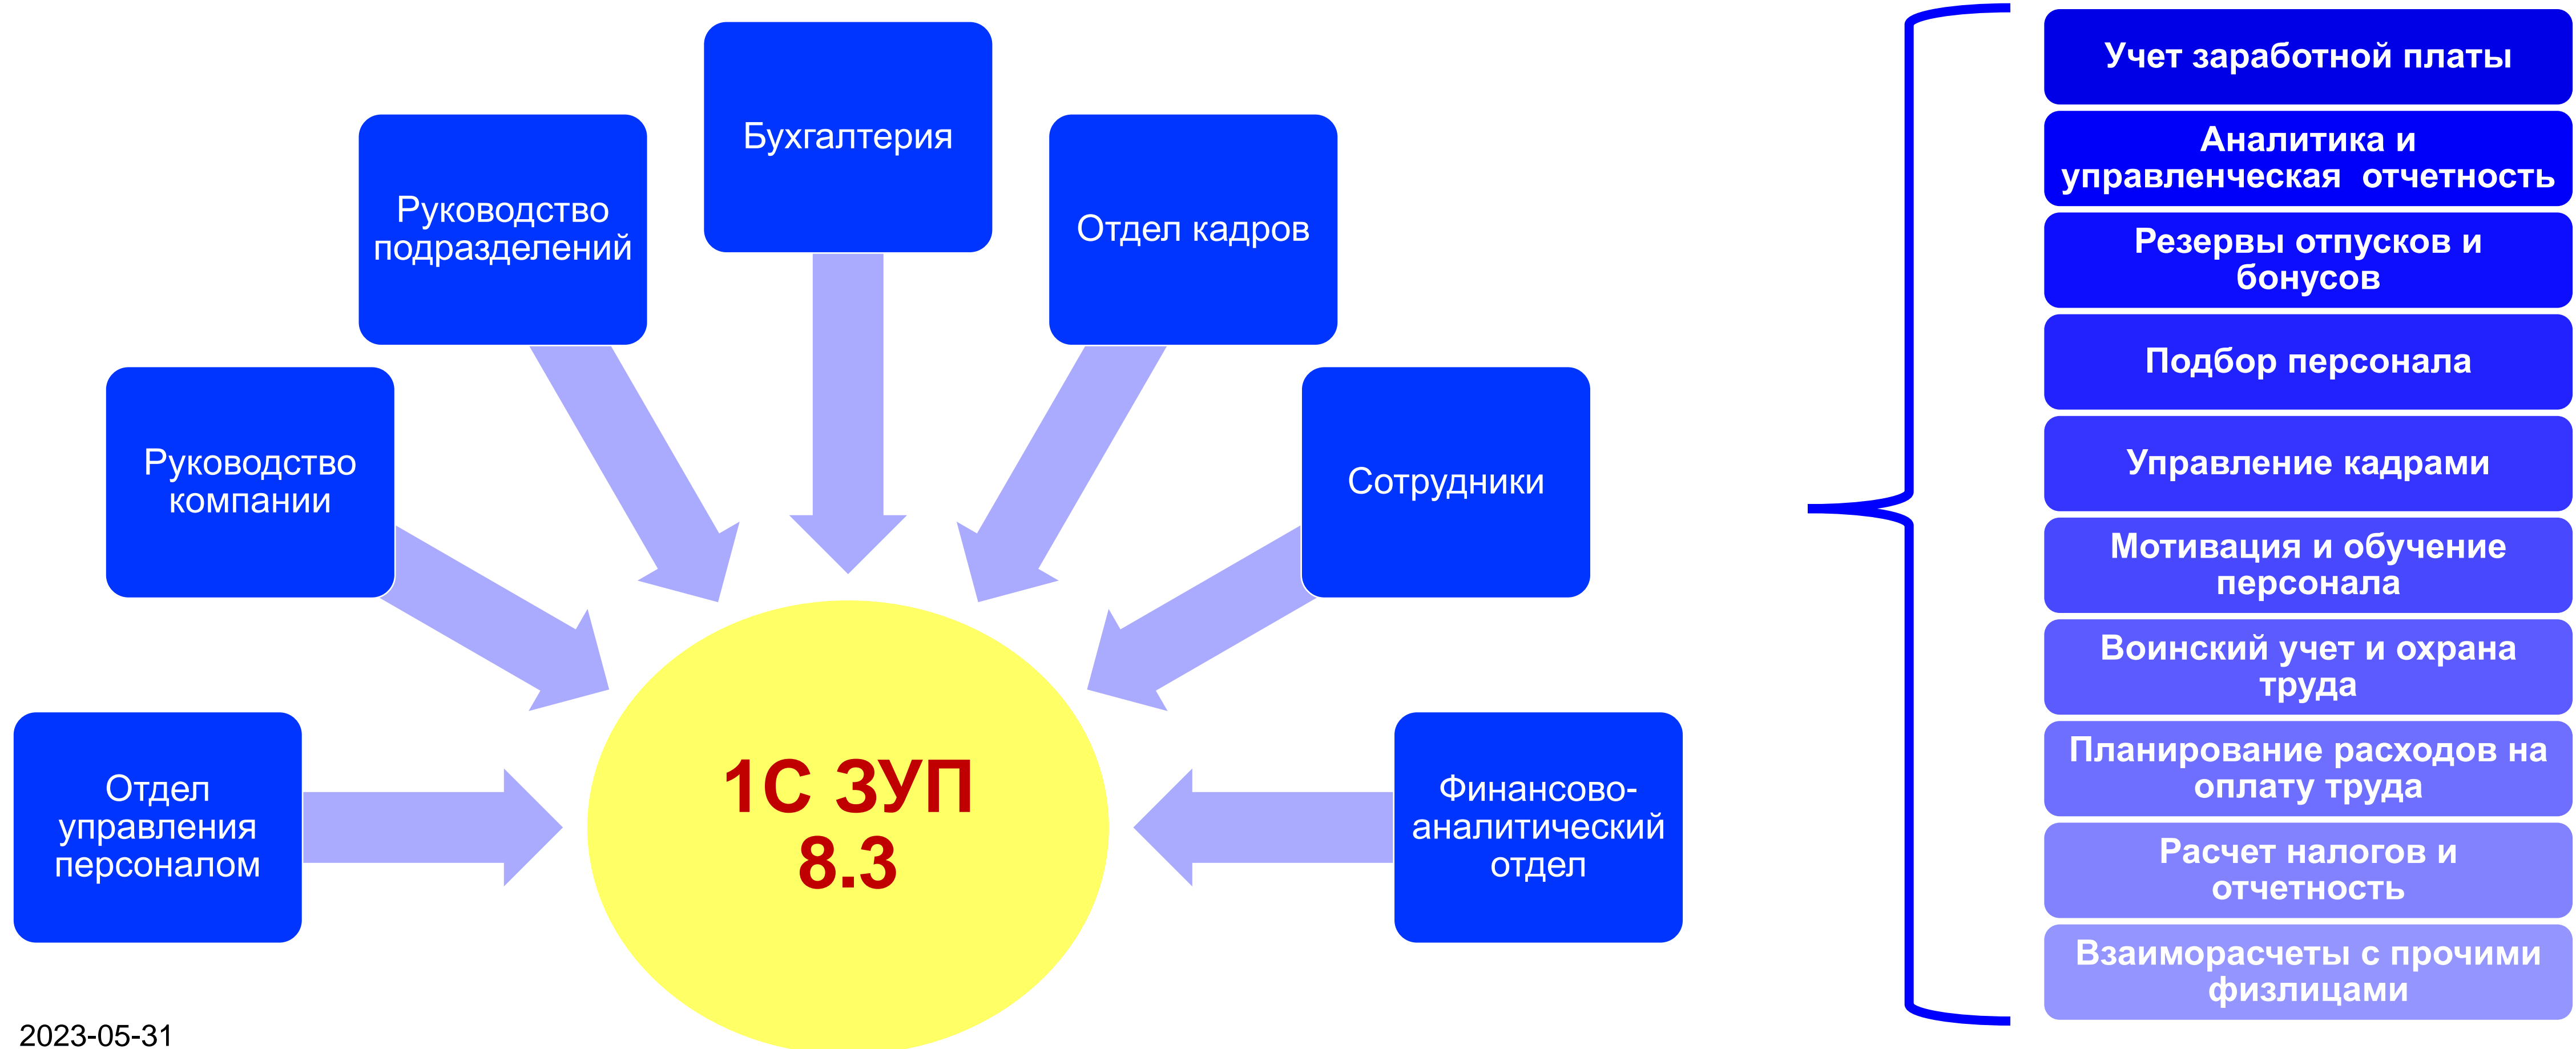 Бухгалтерия
Руководство
подразделений
Отдел кадров
Руководство
компании
Сотрудники
Отдел
управления
персоналом
1С ЗУП
8.3
Финансово-
аналитический
отдел
2023-05-31
Учет заработной платы
Аналитика и
управленческая  отчетность
Резервы отпусков и
бонусов
Подбор персонала
Управление кадрами
Мотивация и обучение
персонала
Воинский учет и охрана
труда
Планирование расходов на
оплату труда
Расчет налогов и
отчетность
Взаиморасчеты с прочими
физлицами